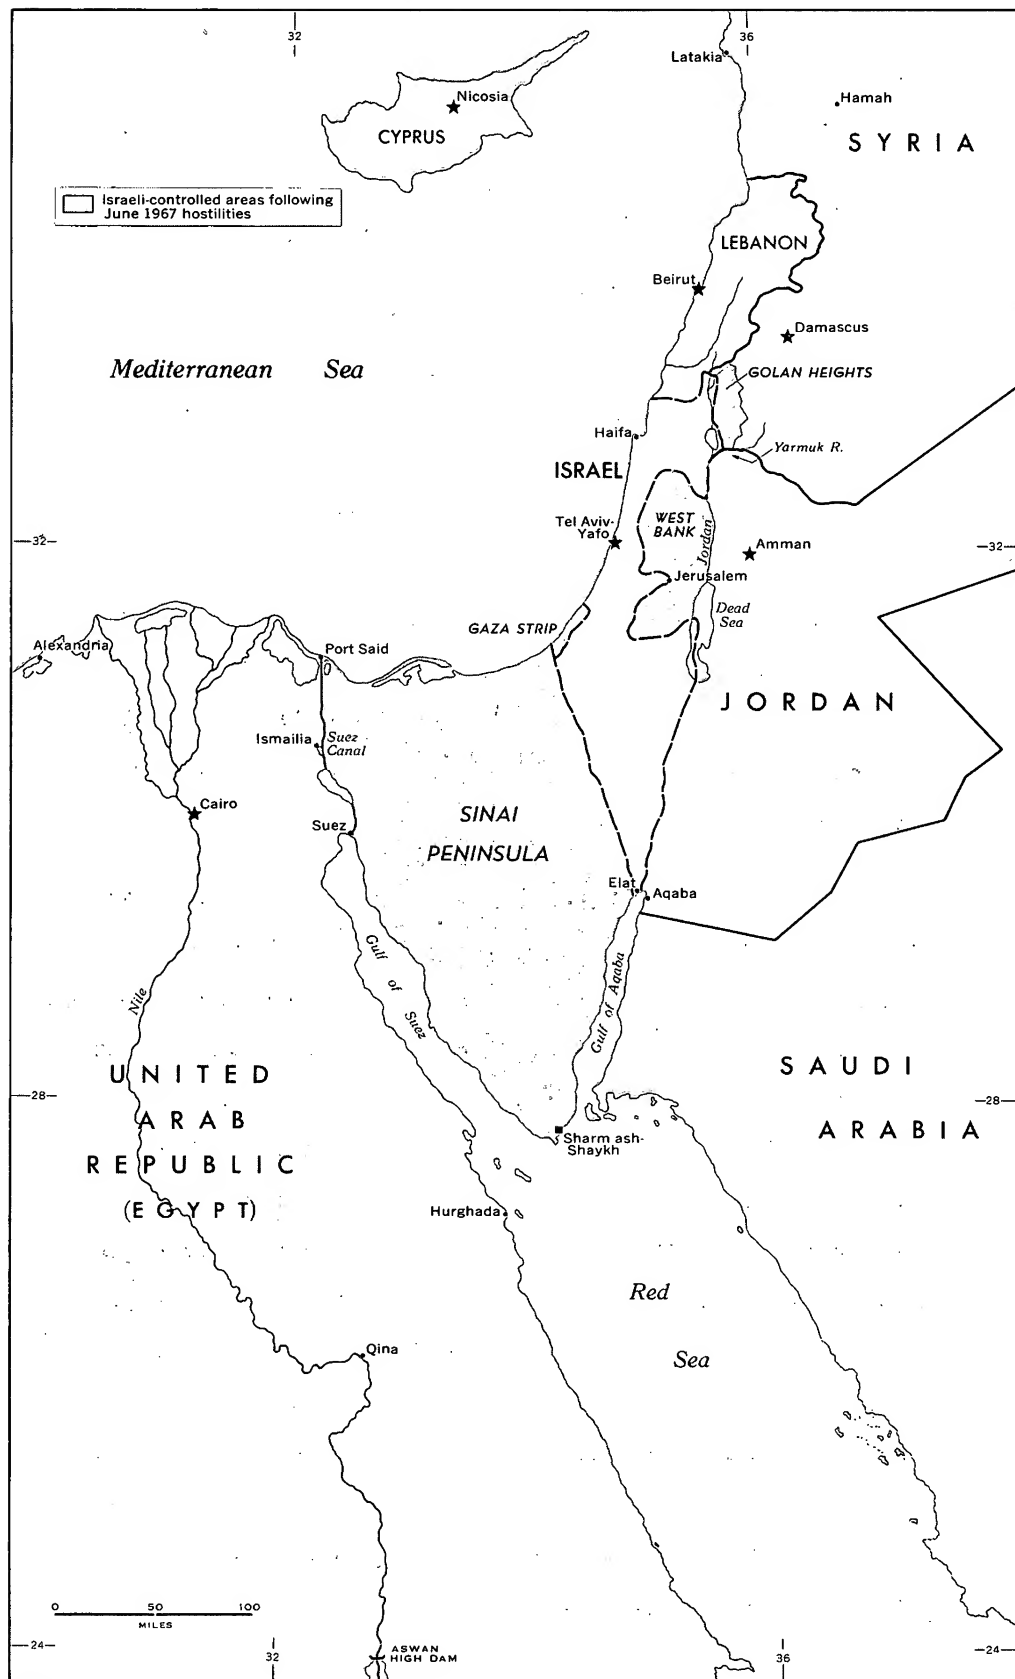 32
36
Latakia
Nicosia
Hamah
CYPRUS
SYRIA
Israeli-controlled areas following
June 1967 hostilities
LEBANON
Beirut
Damascus
Mediterranean Sea
GOLAN HEIGHTS
Haifa
Yarmuk R.
ISRAEL
WEST
BANK
Tel Aviv-
Yafo
Jordan
32
Amman
32
Jerusalem
Dead
Sea
GAZA STRIP
Alexandria
Port Said
JORDAN
Ismailia
Suez
Canal
Cairo
SINAI
PENINSULA
Suez
Elat
Aqaba
Gulf of Suez
Gulf of Aqaba
Nile
UNITED
ARAB
REPUBLIC
(EGYPT)
SAUDI
ARABIA
28
28
Sharm ash-
Shaykh
Hurghada
Red
Sea
Qina
0 50 100
MILES
24
32
ASWAN
HIGH DAM
36
24